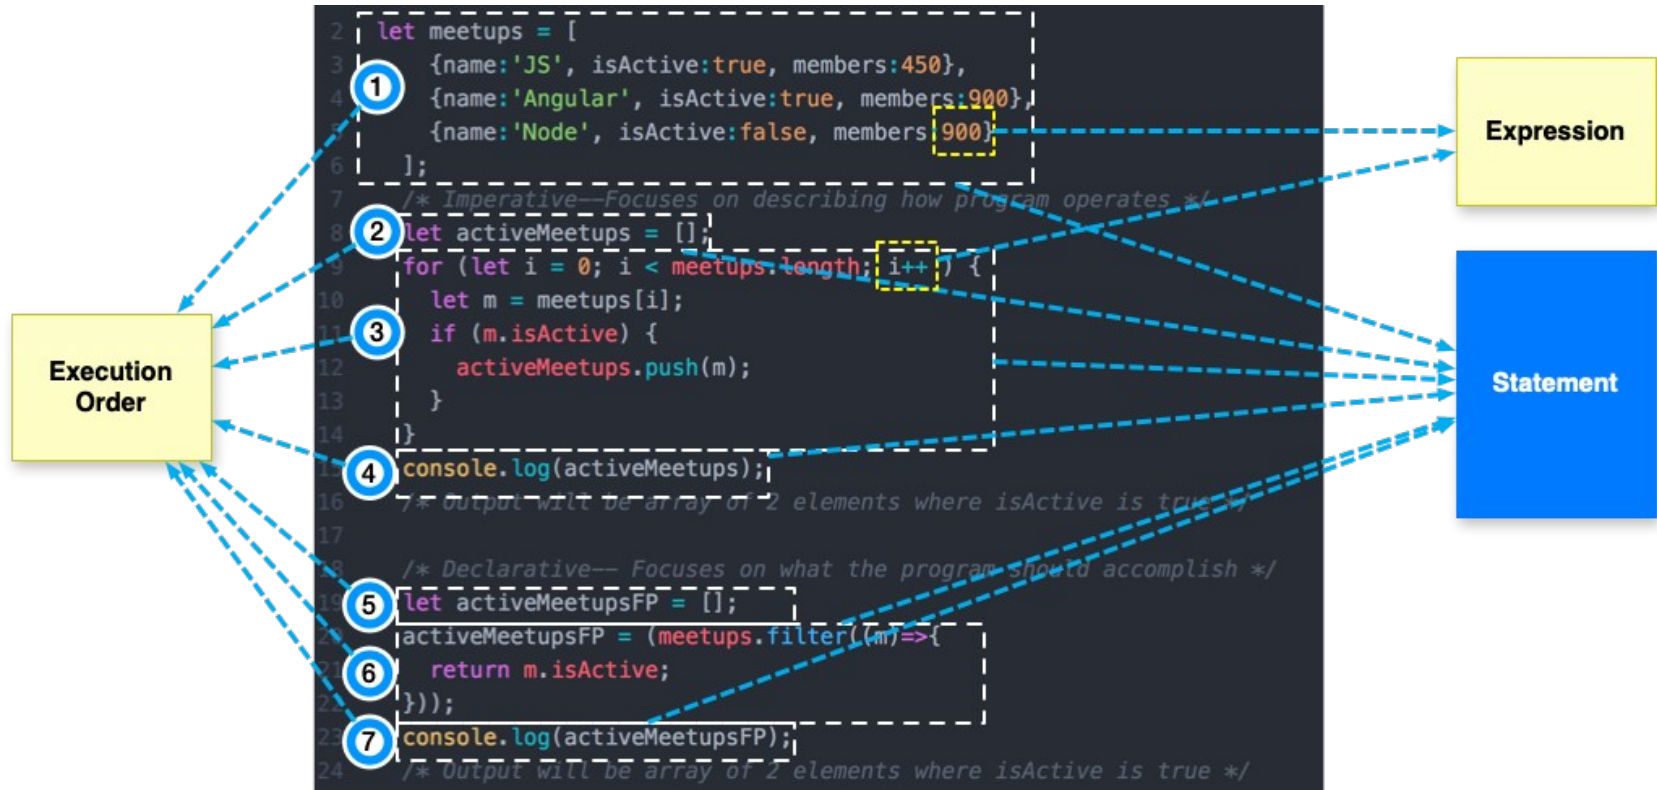 2 let meetups = [
3 {name:'JS', isActive:true, members:450},
4 {name:'Angular', isActive:true, members:900},
{name:'Node', isActive:false, members 900}
6 ];
7 /* Imperative——Focuses on describing how program operates */
8 let activeMeetups = [];
9 for (let i = 0; i < meetups.length; i++ ) {
10 let m = meetups[i];
11 if (m.isActive) {
12 activeMeetups.push(m);
13 }
14 }
15 console.log(activeMeetups);
16 /* Output will be array of 2 elements where isActive is true */
17
18 /* Declarative—— Focuses on what the program should accomplish */
19 let activeMeetupsFP = [];
20 activeMeetupsFP = (meetups.filter((m)=>{
21 return m.isActive;
22 }));
23 console.log(activeMeetupsFP);
24 /* Output will be array of 2 elements where isActive is true */
1
2
3
4
5
6
7
Execution
Order
Expression
Statement